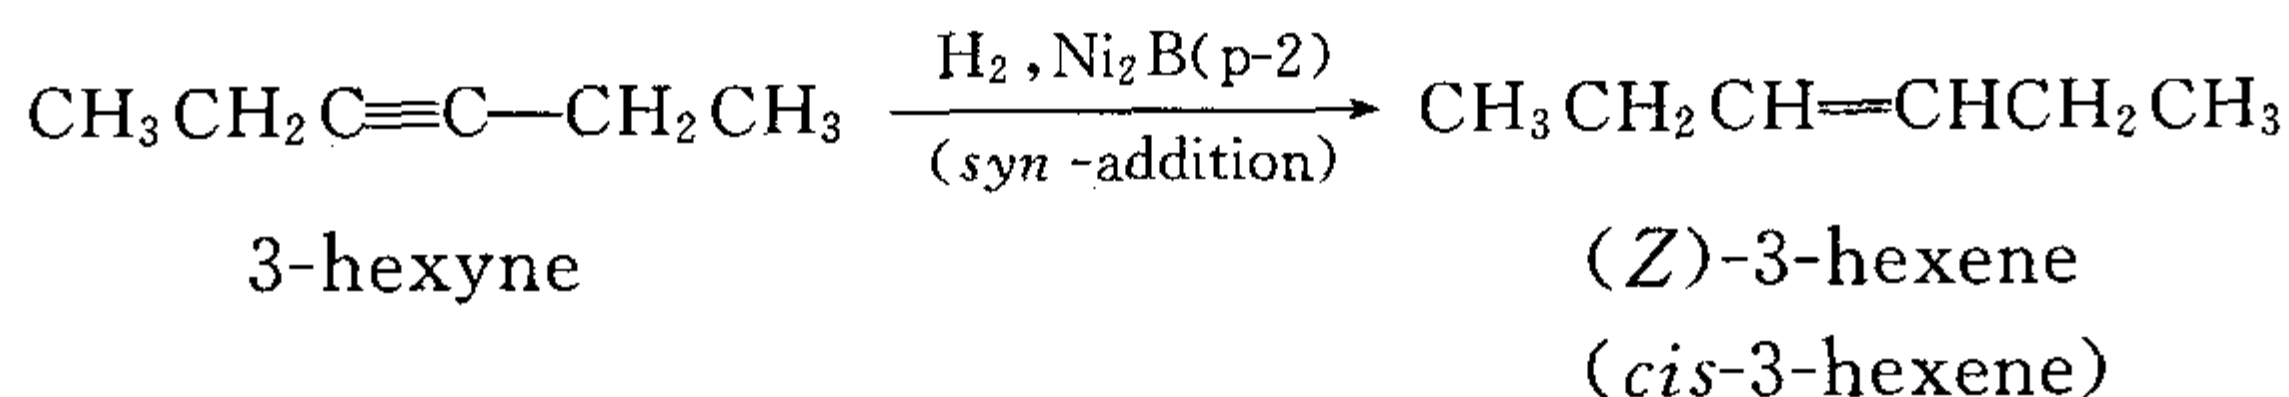 H₂,Ni₂B(p-2)
CH₃CH₂C≡C—CH₂CH₃ ⟶ CH₃CH₂CH=CHCH₂CH₃
(syn-addition)
3-hexyne (Z)-3-hexene
(cis-3-hexene)